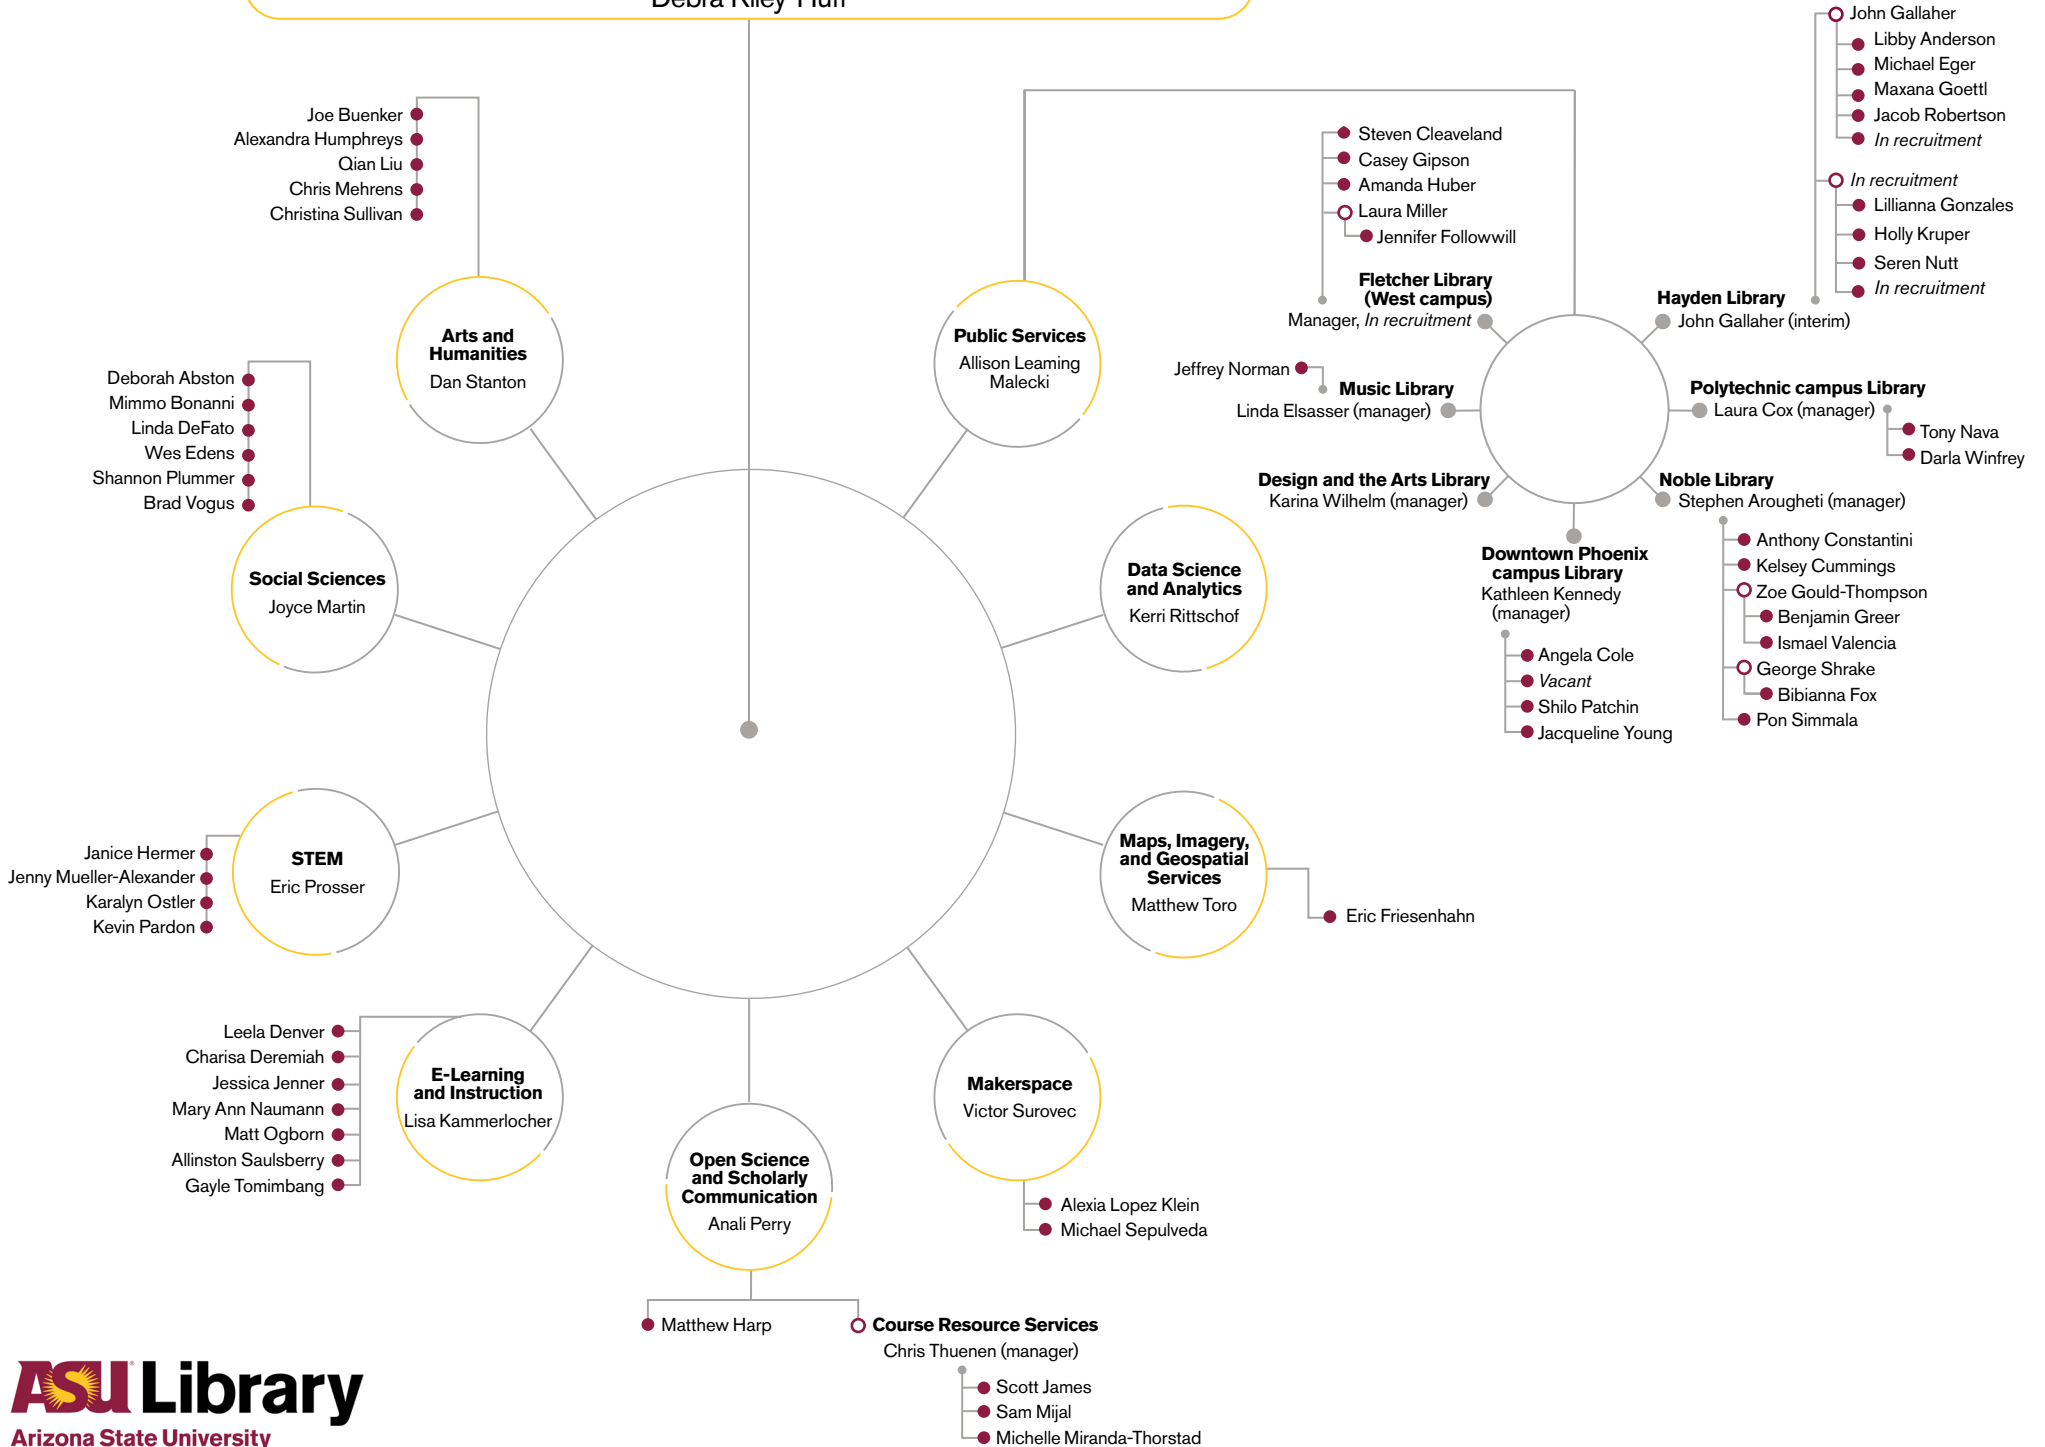 Debra Riley-Huff
John Gallaher
Libby Anderson
Michael Eger
Maxana Goettl
Jacob Robertson
In recruitment
In recruitment
Lillianna Gonzales
Holly Kruper
Seren Nutt
In recruitment
Joe Buenker
Alexandra Humphreys
Qian Liu
Chris Mehrens
Christina Sullivan
Arts and
Humanities
Dan Stanton
Public Services
Allison Leaming
Malecki
Steven Cleaveland
Casey Gipson
Amanda Huber
Laura Miller
Jennifer Followwill
Fletcher Library
(West campus)
Manager, In recruitment
Hayden Library
John Gallaher (interim)
Jeffrey Norman
Music Library
Linda Elsasser (manager)
Polytechnic campus Library
Laura Cox (manager)
Tony Nava
Darla Winfrey
Design and the Arts Library
Karina Wilhelm (manager)
Noble Library
Stephen Arougheti (manager)
Anthony Constantini
Kelsey Cummings
Zoe Gould-Thompson
Benjamin Greer
Ismael Valencia
George Shrake
Bibianna Fox
Pon Simmala
Downtown Phoenix
campus Library
Kathleen Kennedy
(manager)
Angela Cole
Vacant
Shilo Patchin
Jacqueline Young
Deborah Abston
Mimmo Bonanni
Linda DeFato
Wes Edens
Shannon Plummer
Brad Vogus
Social Sciences
Joyce Martin
Data Science
and Analytics
Kerri Rittschof
Janice Hermer
Jenny Mueller-Alexander
Karalyn Ostler
Kevin Pardon
STEM
Eric Prosser
Maps, Imagery,
and Geospatial
Services
Matthew Toro
Eric Friesenhahn
Leela Denver
Charisa Deremiah
Jessica Jenner
Mary Ann Naumann
Matt Ogborn
Allinston Saulsberry
Gayle Tomimbang
E-Learning
and Instruction
Lisa Kammerlocher
Open Science
and Scholarly
Communication
Anali Perry
Makerspace
Victor Surovec
Alexia Lopez Klein
Michael Sepulveda
Matthew Harp
Course Resource Services
Chris Thuenen (manager)
Scott James
Sam Mijal
Michelle Miranda-Thorstad
ASU Library
Arizona State University